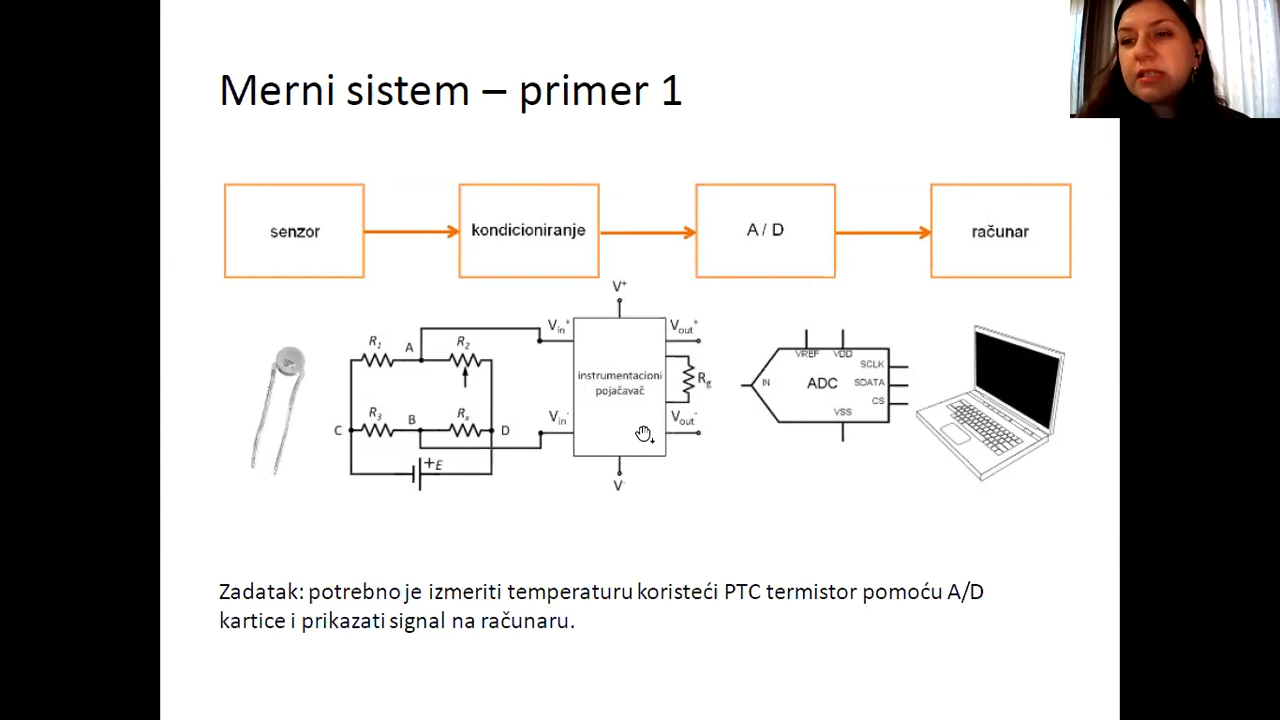 Merni sistem – primer 1
senzor
kondicioniranje
A / D
računar
V+
R1
A
R2
Vin+
Vout+
instrumentacioni
pojačavač
Rg
VREF
VDD
SCLK
IN
ADC
SDATA
CS
VSS
R3
B
Rx
C
D
Vin-
Vout-
+E
V-
Zadatak: potrebno je izmeriti temperaturu koristeći PTC termistor pomoću A/D
kartice i prikazati signal na računaru.